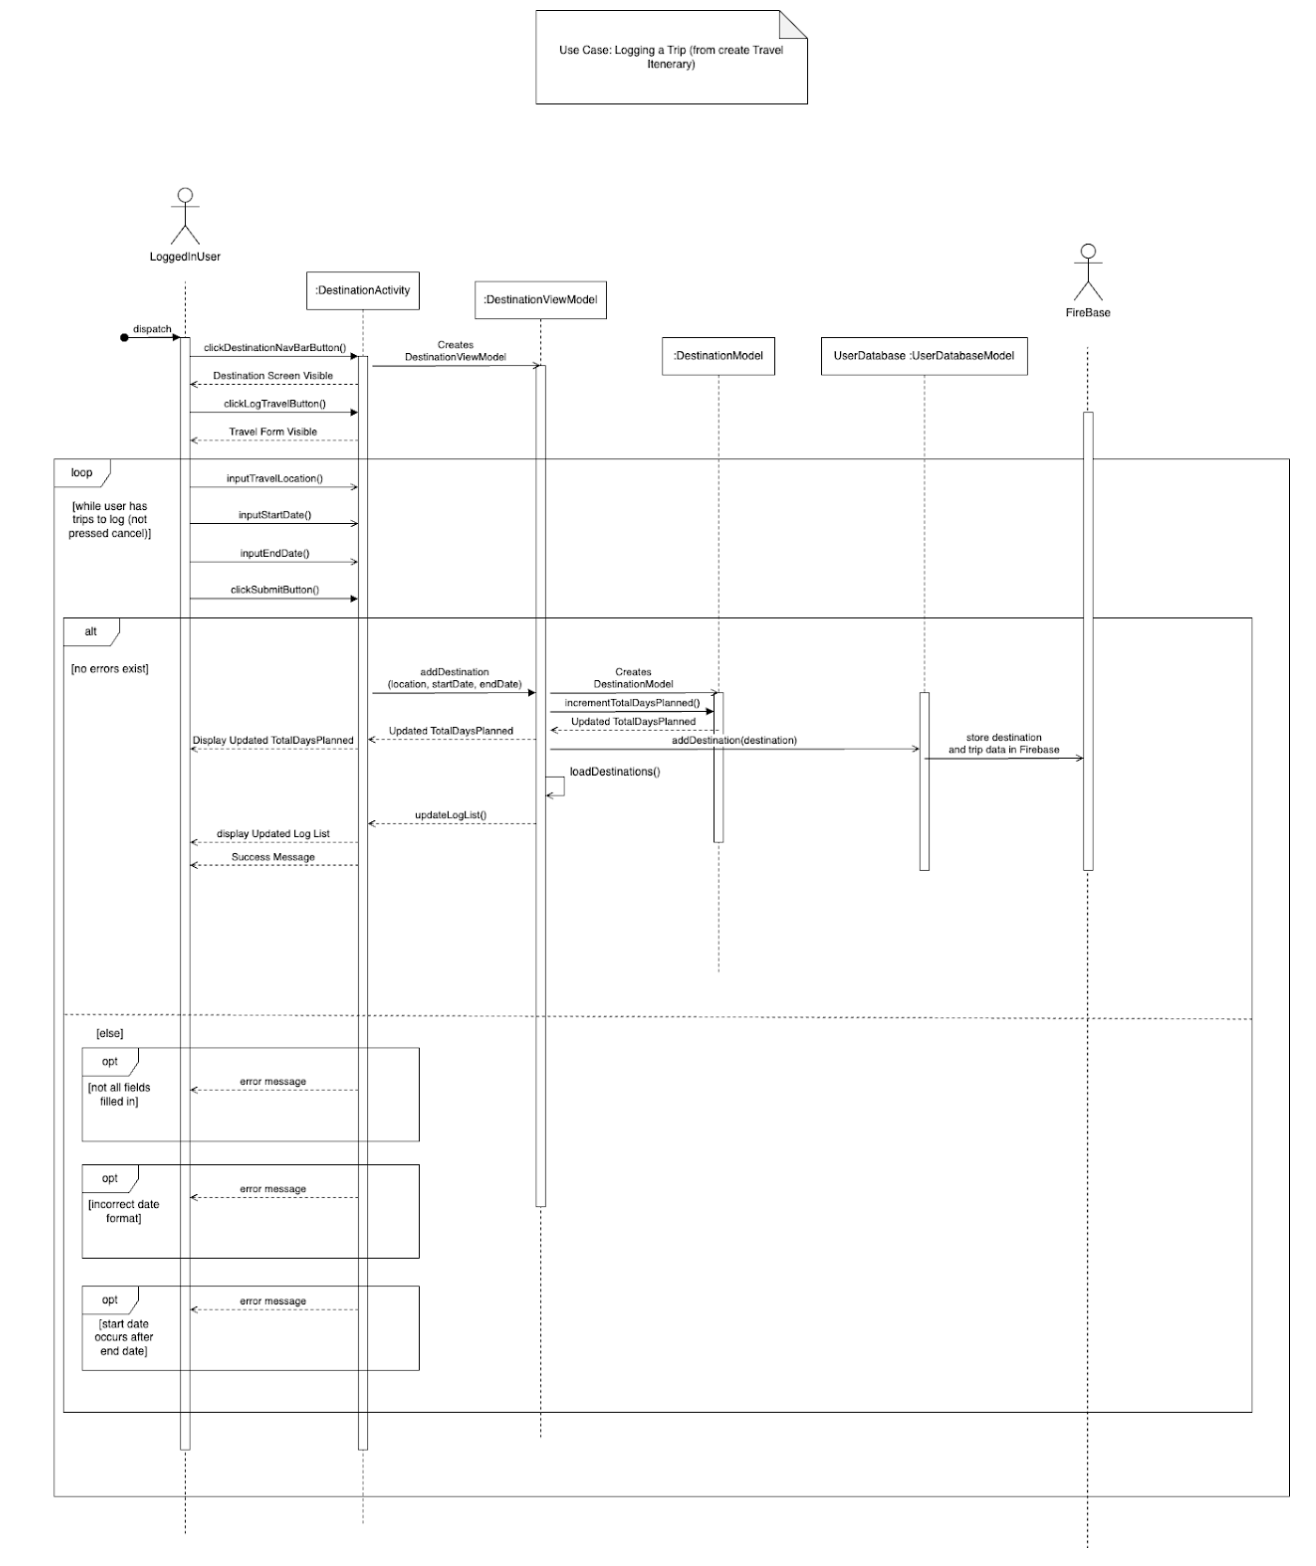 Use Case: Logging a Trip (from create Travel
Itenerary)
LoggedInUser
:DestinationActivity
:DestinationViewModel
FireBase
:DestinationModel
UserDatabase :UserDatabaseModel
dispatch
clickDestinationNavBarButton()
Creates
DestinationViewModel
Destination Screen Visible
clickLogTravelButton()
Travel Form Visible
loop
[while user has
trips to log (not
pressed cancel)]
inputTravelLocation()
inputStartDate()
inputEndDate()
clickSubmitButton()
alt
[no errors exist]
addDestination
(location, startDate, endDate)
Creates
DestinationModel
incrementTotalDaysPlanned()
Updated TotalDaysPlanned
Updated TotalDaysPlanned
Display Updated TotalDaysPlanned
addDestination(destination)
store destination
and trip data in Firebase
loadDestinations()
updateLogList()
display Updated Log List
Success Message
[else]
opt
[not all fields
filled in]
error message
opt
[incorrect date
format]
error message
opt
[start date
occurs after
end date]
error message